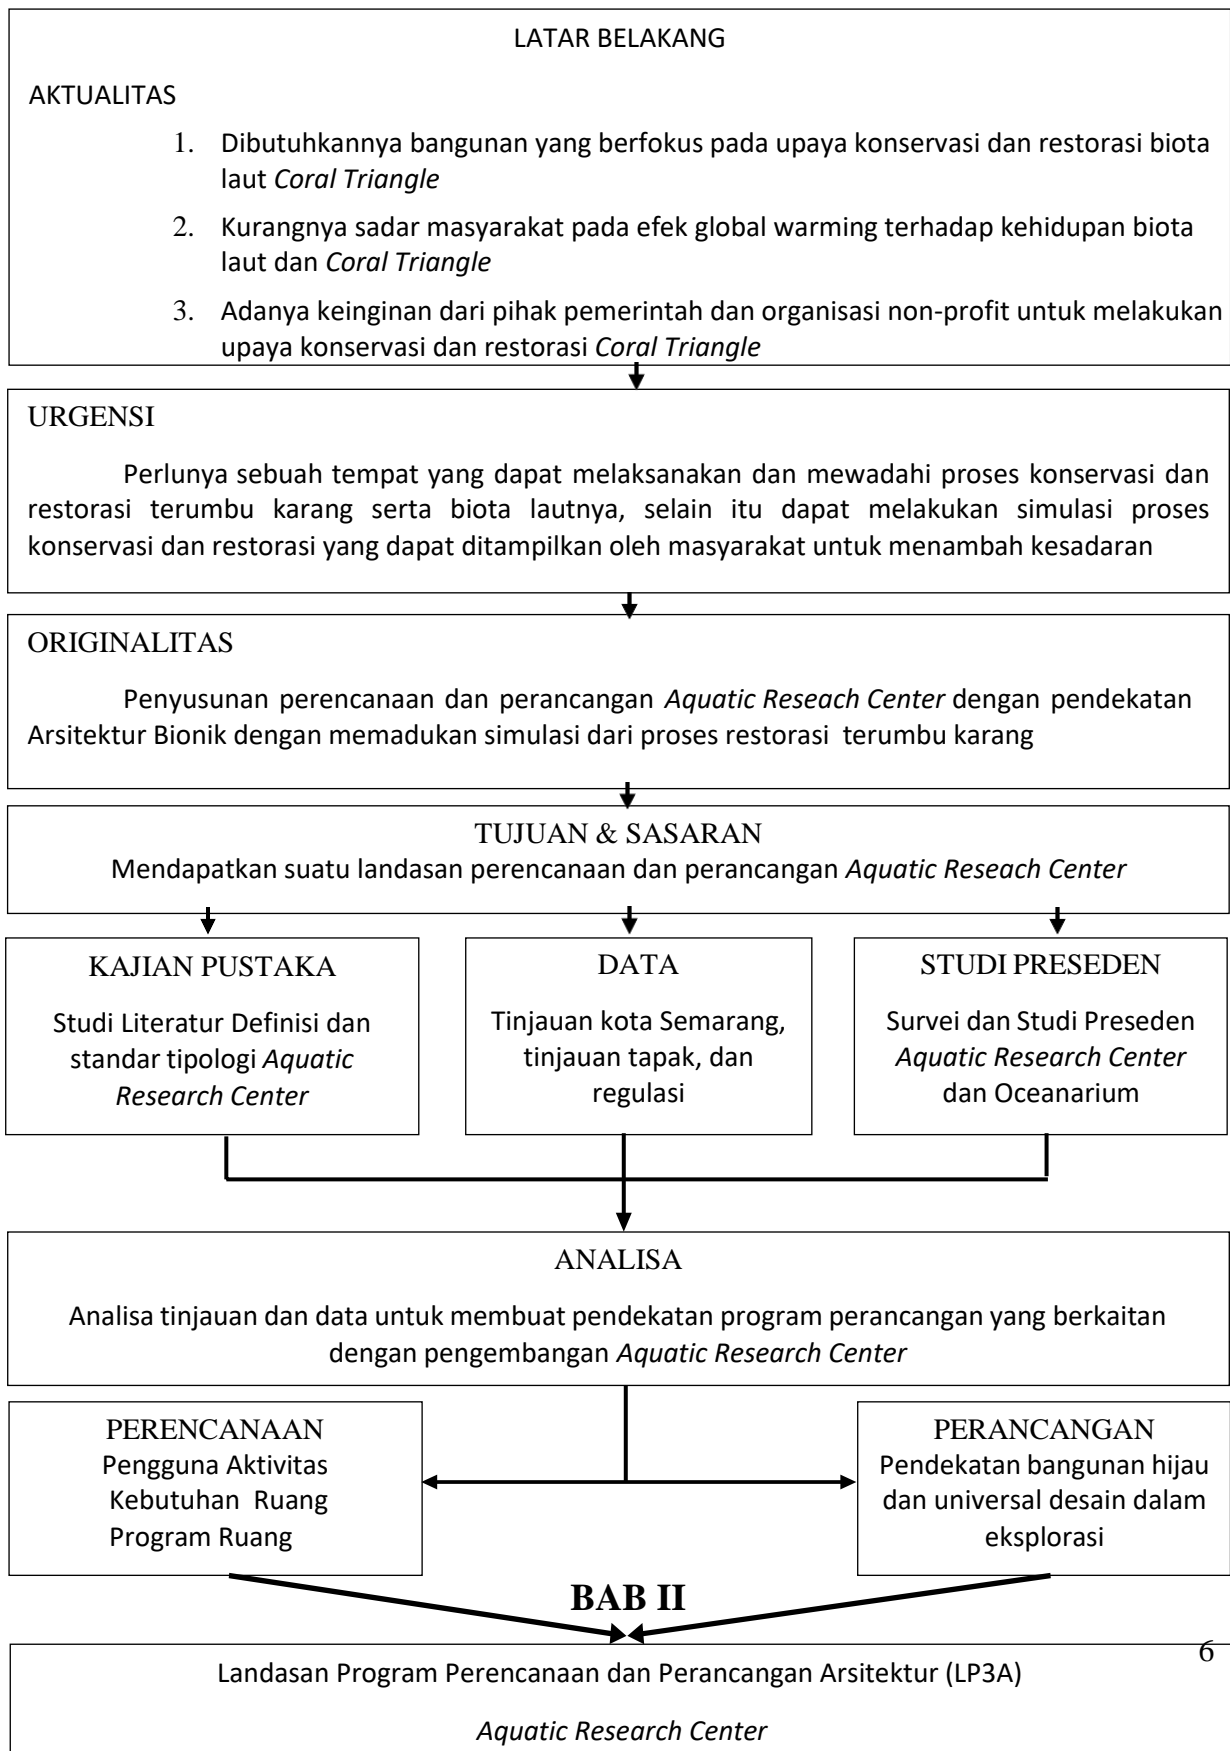 LATAR BELAKANG
AKTUALITAS
1. Dibutuhkannya bangunan yang berfokus pada upaya konservasi dan restorasi biota
laut Coral Triangle
2. Kurangnya sadar masyarakat pada efek global warming terhadap kehidupan biota
laut dan Coral Triangle
3. Adanya keinginan dari pihak pemerintah dan organisasi non-profit untuk melakukan
upaya konservasi dan restorasi Coral Triangle
URGENSI
Perlunya sebuah tempat yang dapat melaksanakan dan mewadahi proses konservasi dan
restorasi terumbu karang serta biota lautnya, selain itu dapat melakukan simulasi proses
konservasi dan restorasi yang dapat ditampilkan oleh masyarakat untuk menambah kesadaran
ORIGINALITAS
Penyusunan perencanaan dan perancangan Aquatic Reseach Center dengan pendekatan
Arsitektur Bionik dengan memadukan simulasi dari proses restorasi terumbu karang
TUJUAN & SASARAN
Mendapatkan suatu landasan perencanaan dan perancangan Aquatic Reseach Center
KAJIAN PUSTAKA
Studi Literatur Definisi dan
standar tipologi Aquatic
Research Center
DATA
Tinjauan kota Semarang,
tinjauan tapak, dan
regulasi
STUDI PRESEDEN
Survei dan Studi Preseden
Aquatic Research Center
dan Oceanarium
ANALISA
Analisa tinjauan dan data untuk membuat pendekatan program perancangan yang berkaitan
dengan pengembangan Aquatic Research Center
PERENCANAAN
Pengguna Aktivitas
Kebutuhan Ruang
Program Ruang
PERANCANGAN
Pendekatan bangunan hijau
dan universal desain dalam
eksplorasi
BAB II
6
Landasan Program Perencanaan dan Perancangan Arsitektur (LP3A)
Aquatic Research Center